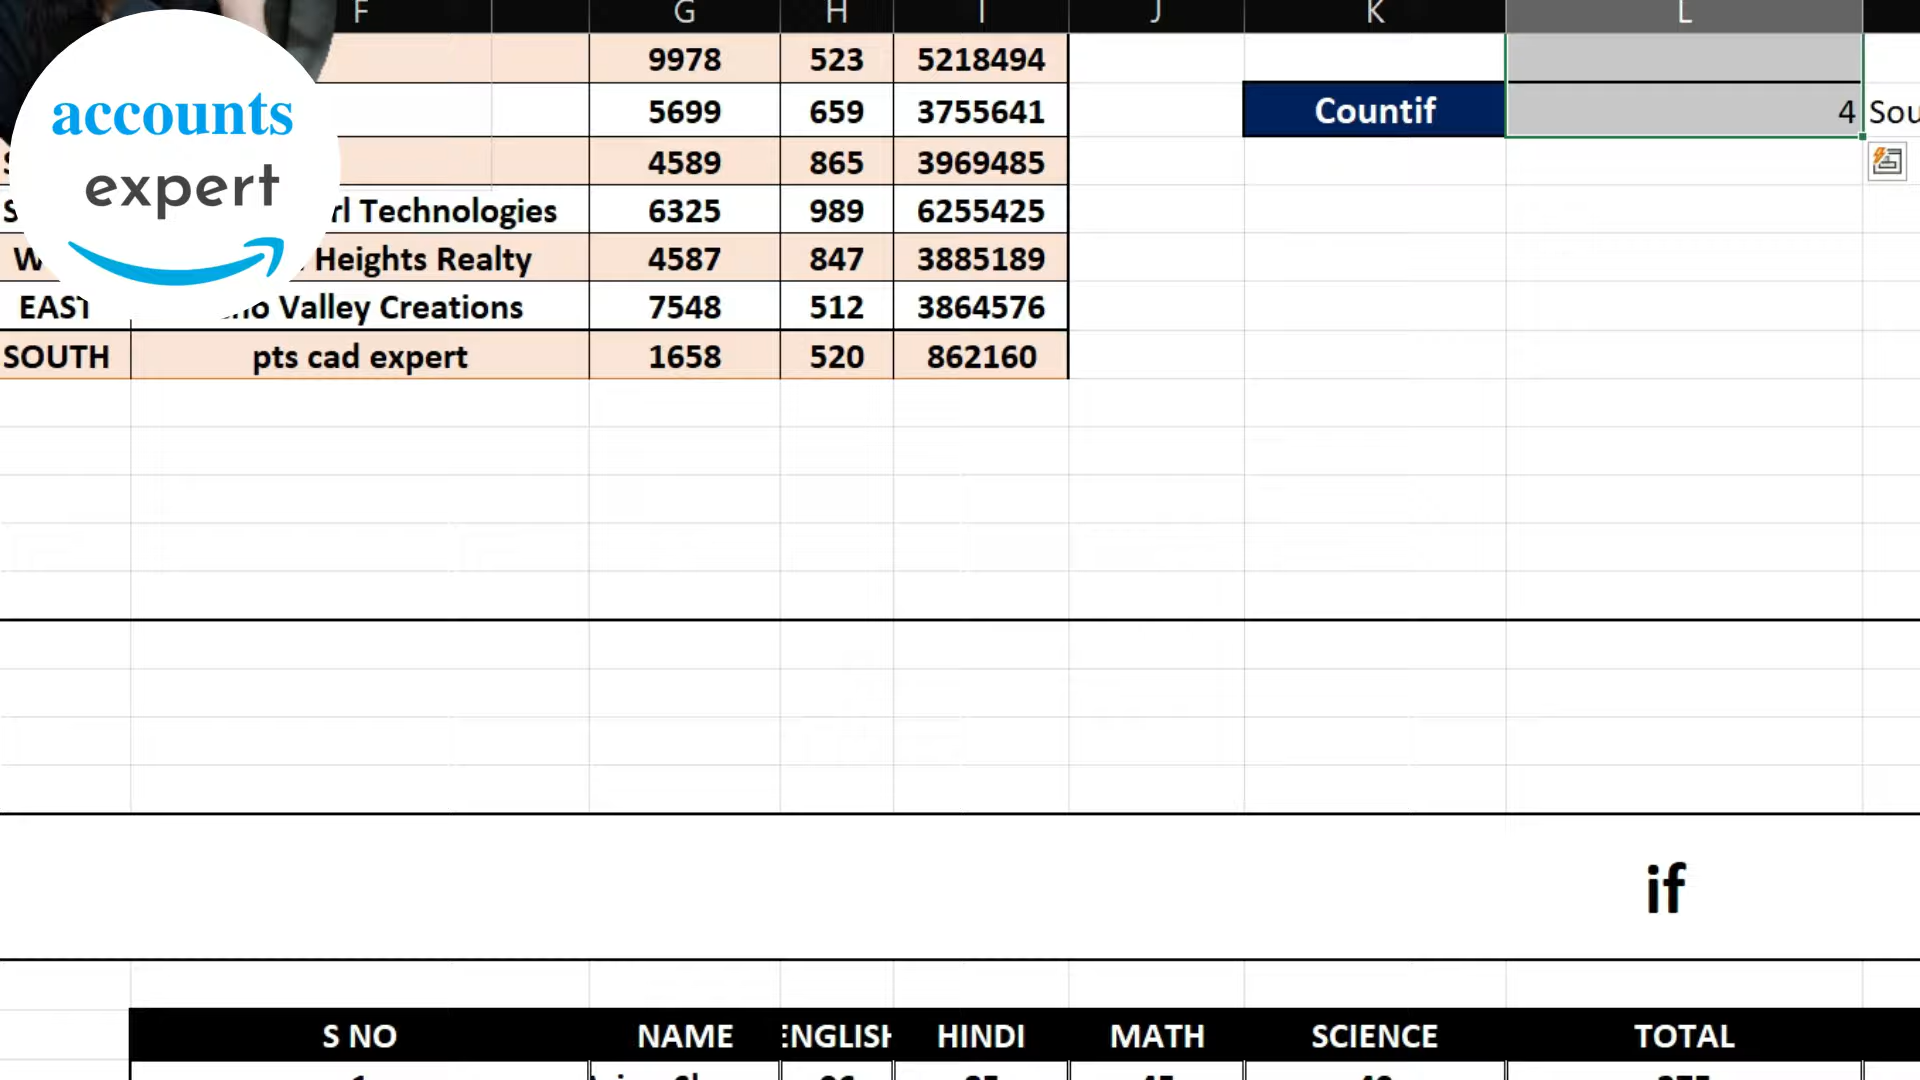 F G H I J K L
accounts
expert
9978 523 5218494
5699 659 3755641
Countif 4 Sou
4589 865 3969485
rl Technologies 6325 989 6255425
W Heights Realty 4587 847 3885189
EAST Valley Creations 7548 512 3864576
SOUTH pts cad expert 1658 520 862160
if
S NO NAME ENGLISH HINDI MATH SCIENCE TOTAL